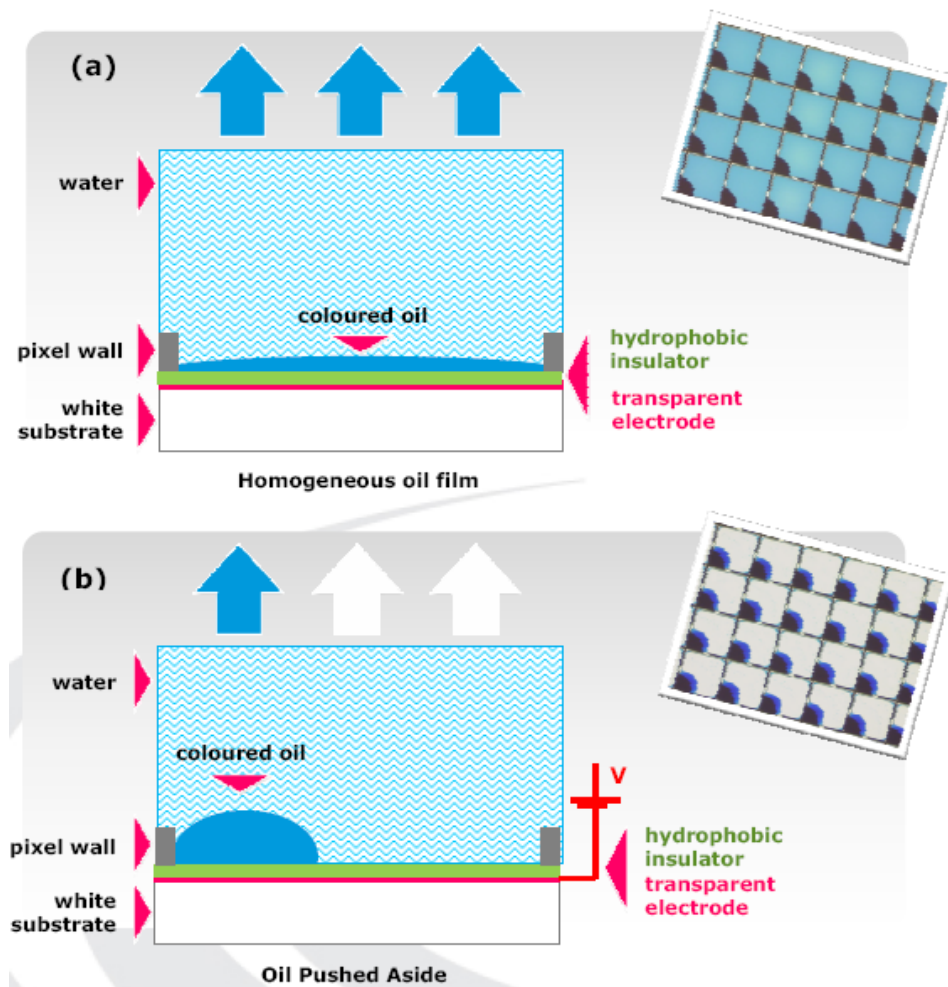 (a)
water
coloured oil
pixel wall
hydrophobic
insulator
transparent
electrode
white
substrate
Homogeneous oil film
(b)
water
coloured oil
V
pixel wall
hydrophobic
insulator
transparent
electrode
white
substrate
Oil Pushed Aside